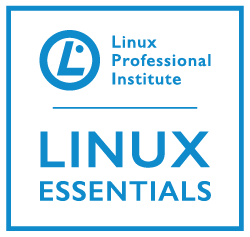 Linux
Professional
Institute
LINUX
ESSENTIALS